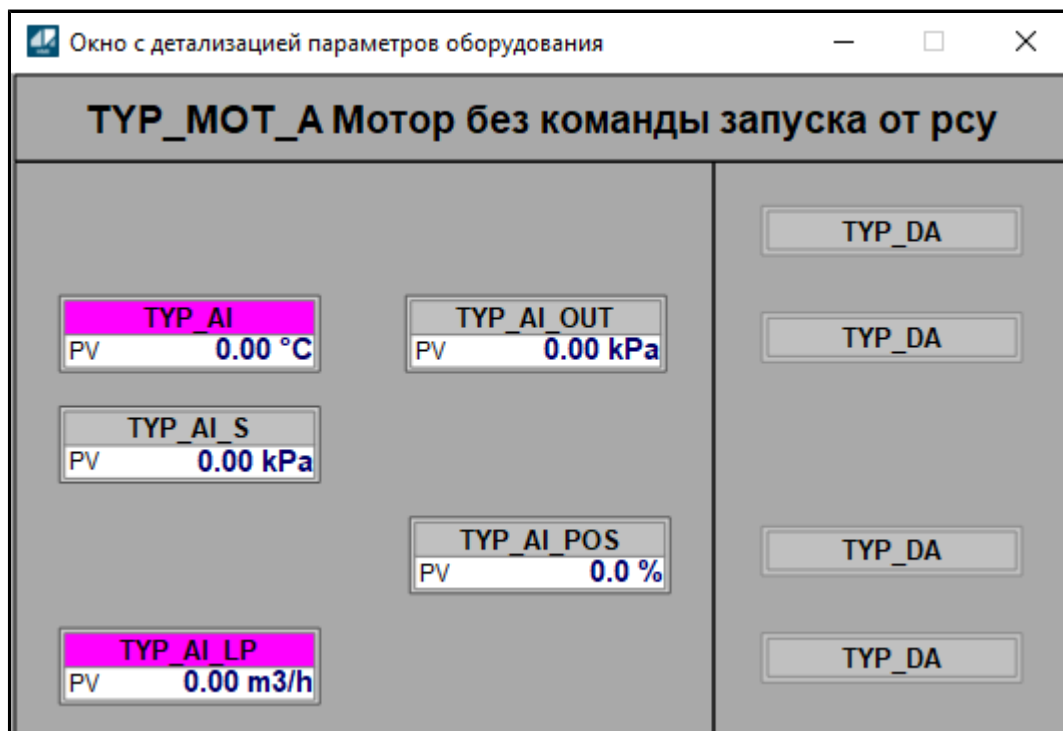 Окно с детализацией параметров оборудования
TYP_MOT_A Мотор без команды запуска от рсу
TYP_DA
TYP_AI
PV 0.00 °C
TYP_AI_OUT
PV 0.00 kPa
TYP_DA
TYP_AI_S
PV 0.00 kPa
TYP_AI_POS
PV 0.0 %
TYP_DA
TYP_AI_LP
PV 0.00 m3/h
TYP_DA